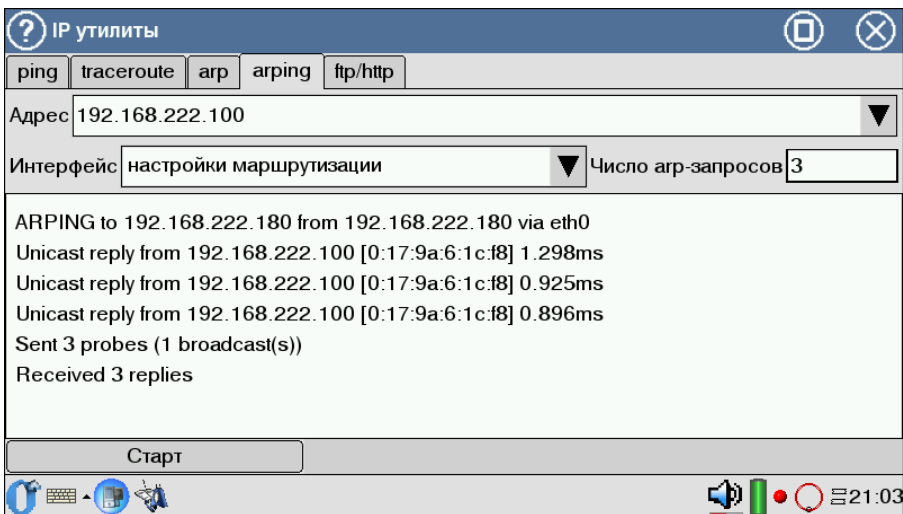 IP утилиты
ping traceroute arp arping ftp/http
Адрес 192.168.222.100
Интерфейс настройки маршрутизации Число arp-запросов 3
ARPING to 192.168.222.180 from 192.168.222.180 via eth0
Unicast reply from 192.168.222.100 [0:17:9a:6:1c:f8] 1.298ms
Unicast reply from 192.168.222.100 [0:17:9a:6:1c:f8] 0.925ms
Unicast reply from 192.168.222.100 [0:17:9a:6:1c:f8] 0.896ms
Sent 3 probes (1 broadcast(s))
Received 3 replies
Старт
21:03